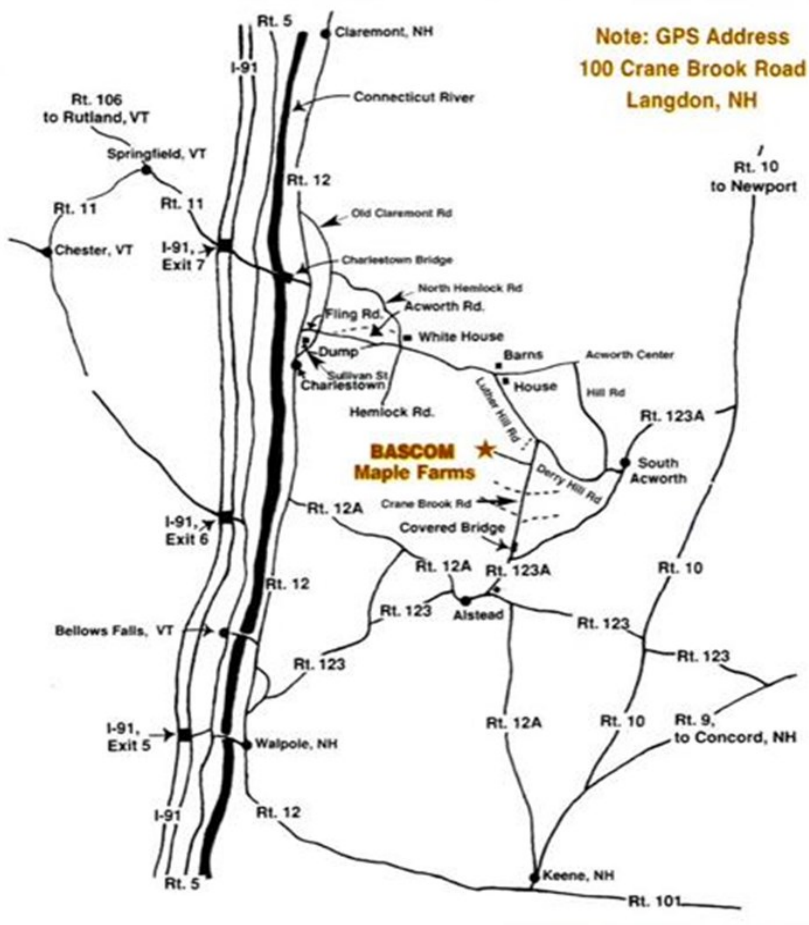 Rt. 5
Claremont, NH
Note: GPS Address
100 Crane Brook Road
Langdon, NH
I-91
Connecticut River
Rt. 106
to Rutland, VT
Springfield, VT
Rt. 10
to Newport
Rt. 12
Rt. 11
Rt. 11
Old Claremont Rd
Chester, VT
I-91,
Exit 7
Charlestown Bridge
North Hemlock Rd
Acworth Rd.
Fling Rd.
White House
Dump
Barns
Acworth Center
Sullivan St
Charlestown
House
Hill Rd
Luther Hill Rd
Hemlock Rd.
Rt. 123A
BASCOM
Maple Farms
South
Acworth
Derry Hill Rd
Crane Brook Rd
Rt. 12A
I-91,
Exit 6
Covered Bridge
Rt. 12A
Rt. 123A
Rt. 10
Rt. 12
Rt. 123
Alstead
Rt. 123
Bellows Falls, VT
Rt. 123
Rt. 123
I-91,
Exit 5
Rt. 12A
Rt. 10
Rt. 9,
to Concord, NH
Walpole, NH
I-91
Rt. 12
Rt. 5
Keene, NH
Rt. 101